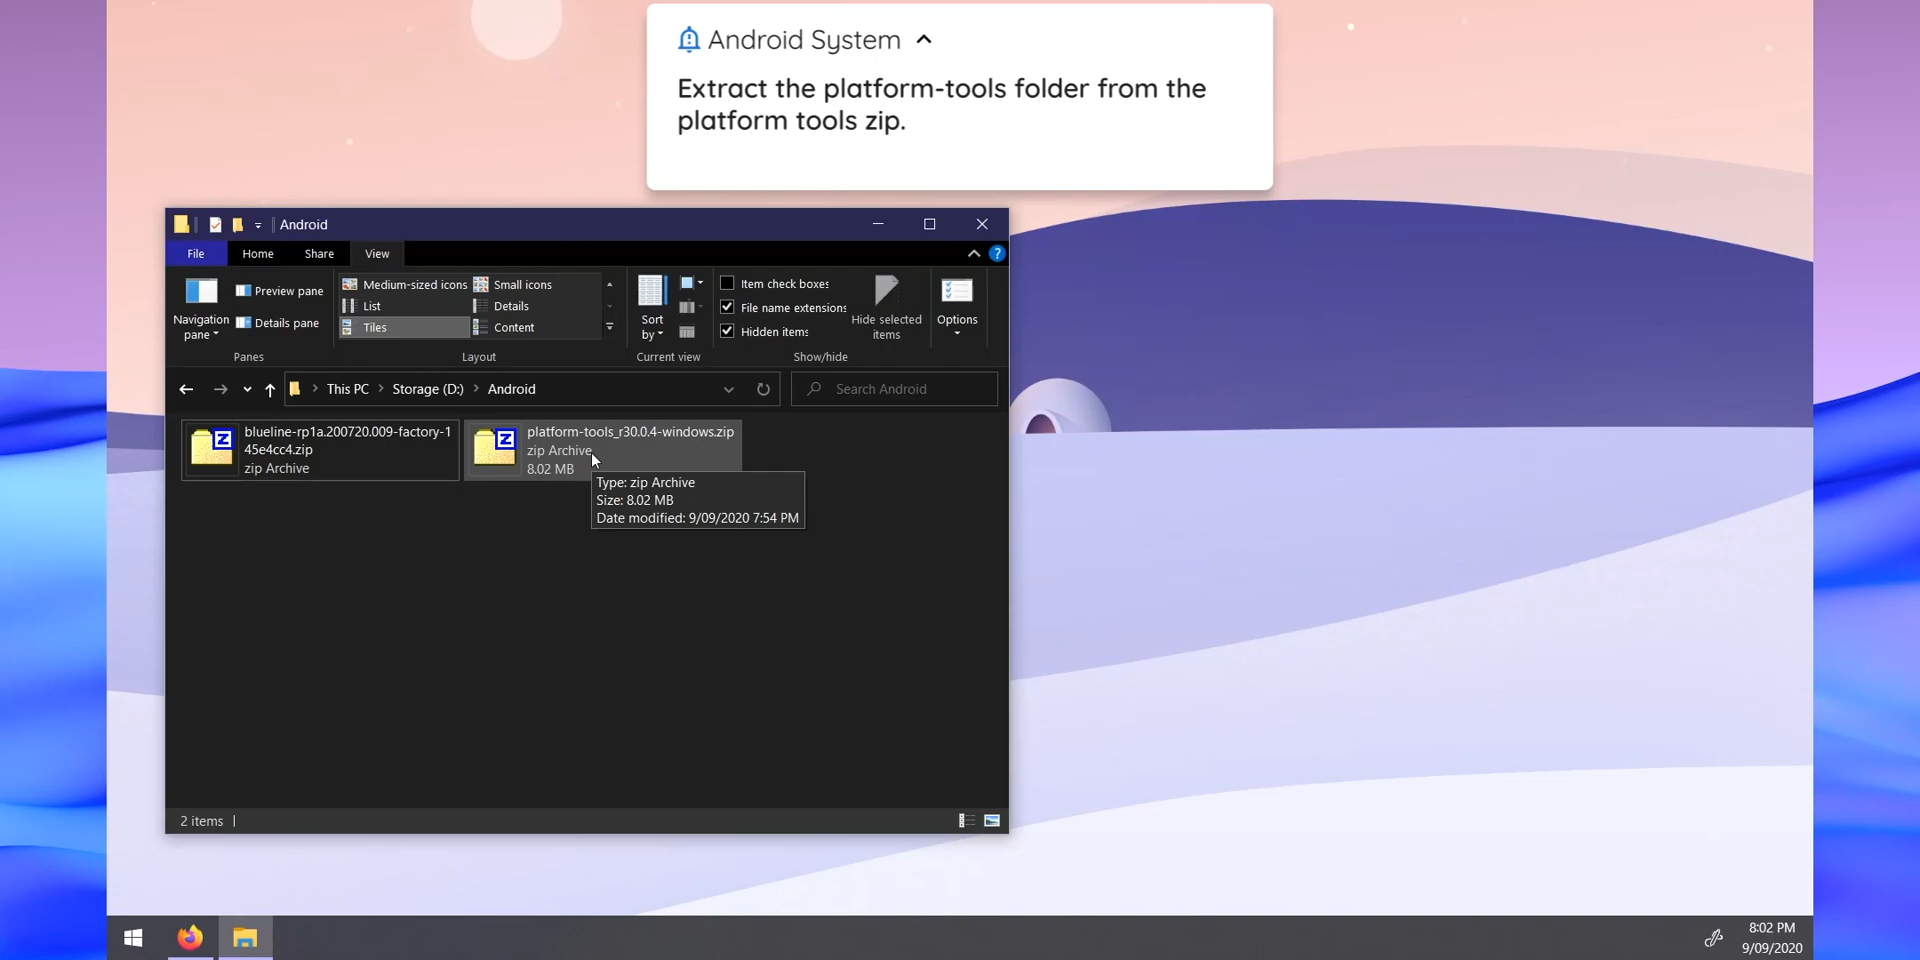 Android System
Extract the platform-tools folder from the
platform tools zip.
Android
File
Home
Share
View
Navigation
pane
Preview pane
Details pane
Panes
Medium-sized icons
Small icons
List
Details
Tiles
Content
Layout
Sort
by
Current view
Item check boxes
File name extensions
Hidden items
Hide selected
items
Show/hide
Options
This PC
Storage (D:)
Android
Search Android
blueline-rp1a.200720.009-factory-1
45e4cc4.zip
zip Archive
platform-tools_r30.0.4-windows.zip
zip Archive
8.02 MB
Type: zip Archive
Size: 8.02 MB
Date modified: 9/09/2020 7:54 PM
2 items
8:02 PM
9/09/2020